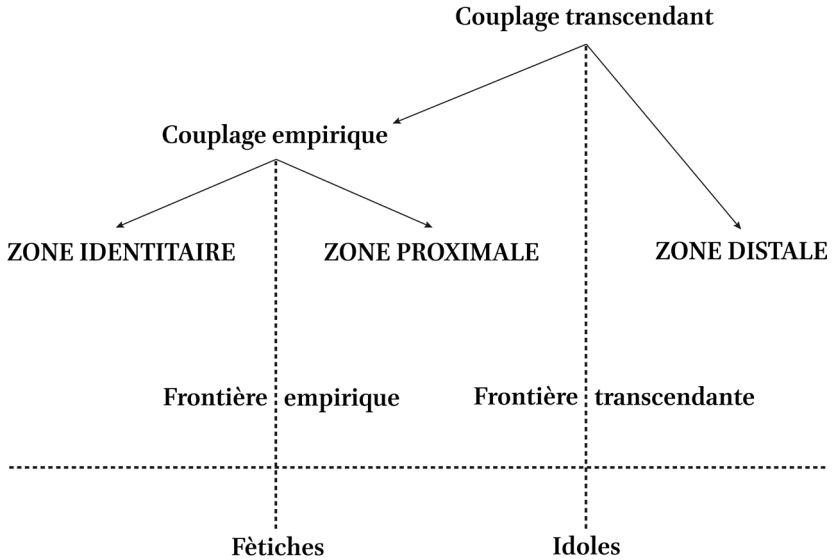 Couplage transcendant
Couplage empirique
ZONE IDENTITAIRE ZONE PROXIMALE ZONE DISTALE
Frontière empirique Frontière transcendante
Fètiches Idoles